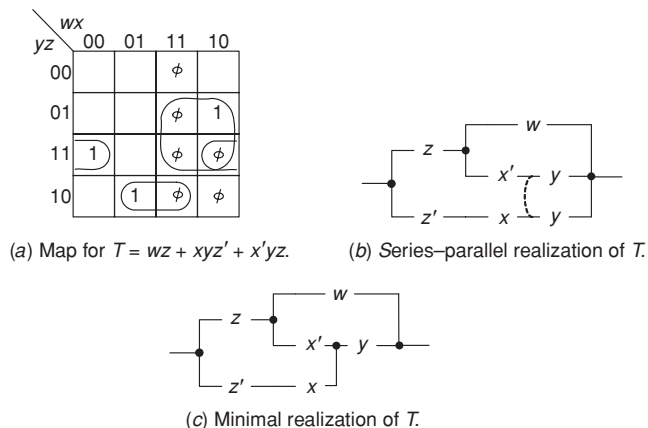 wx
yz 00 01 11 10
00 ϕ
01 ϕ 1
11 1 ϕ ϕ
10 1 ϕ ϕ
(a) Map for T = wz + xyz′ + x′yz.
w
z
x′ y
z′ x y
(b) Series–parallel realization of T.
w
z
x′ y
z′ x
(c) Minimal realization of T.